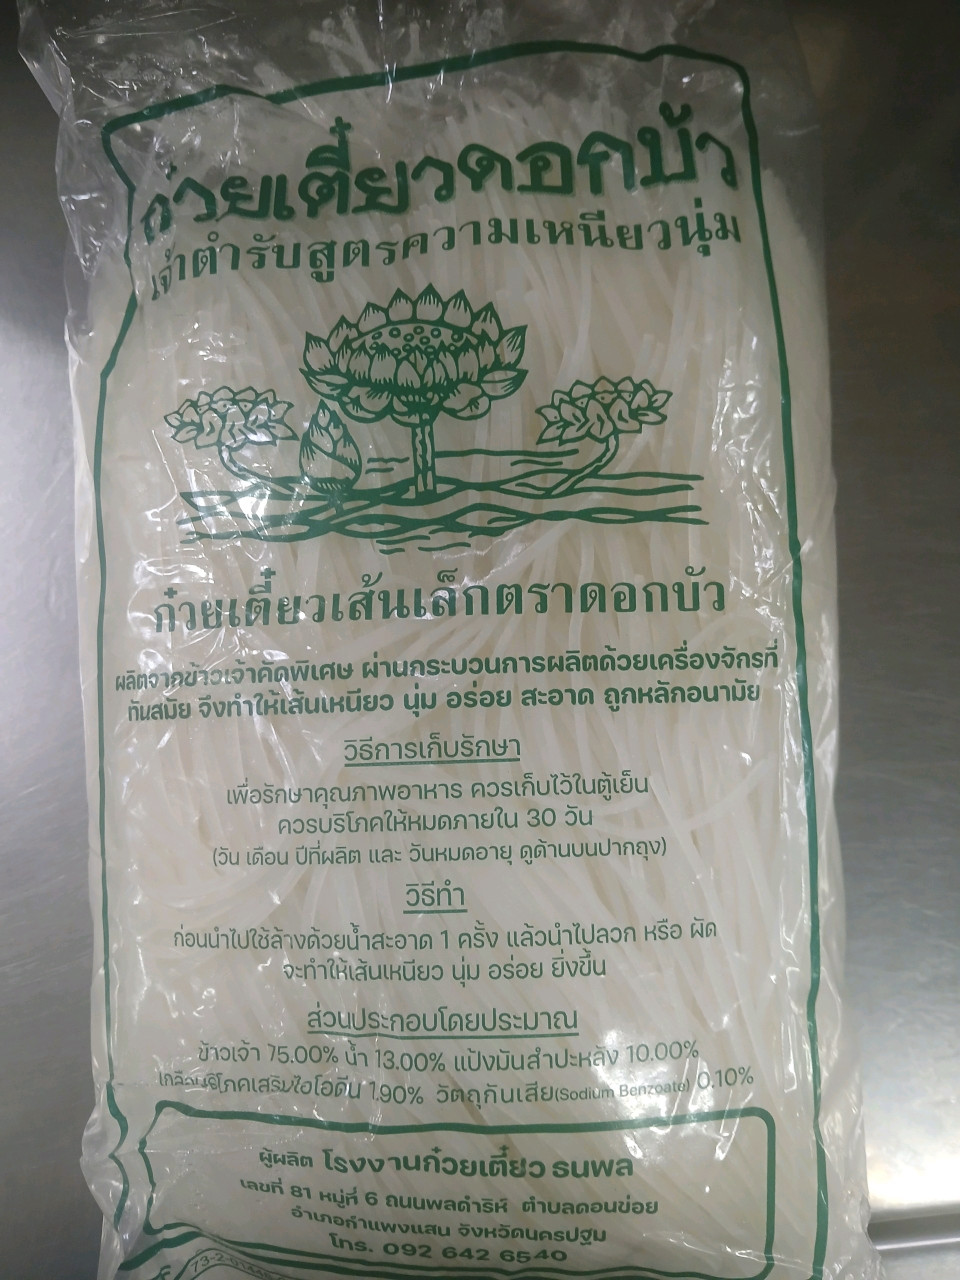 ก๋วยเตี๋ยวดอกบัว
เจ้าตำรับสูตรความเหนียวนุ่ม
ก๋วยเตี๋ยวเส้นเล็กตราดอกบัว
ผลิตจากข้าวเจ้าคัดพิเศษ ผ่านกระบวนการผลิตด้วยเครื่องจักรที่
ทันสมัย จึงทำให้เส้นเหนียว นุ่ม อร่อย สะอาด ถูกหลักอนามัย
วิธีการเก็บรักษา
เพื่อรักษาคุณภาพอาหาร ควรเก็บไว้ในตู้เย็น
ควรบริโภคให้หมดภายใน 30 วัน
(วัน เดือน ปีที่ผลิต และ วันหมดอายุ ดูด้านบนปากถุง)
วิธีทำ
ก่อนนำไปใช้ล้างด้วยน้ำสะอาด 1 ครั้ง แล้วนำไปลวก หรือ ผัด
จะทำให้เส้นเหนียว นุ่ม อร่อย ยิ่งขึ้น
ส่วนประกอบโดยประมาณ
ข้าวเจ้า 75.00% น้ำ 13.00% แป้งมันสำปะหลัง 10.00%
เกลือบริโภคเสริมไอโอดีน 1.90% วัตถุกันเสีย(Sodium Benzoate) 0.10%
ผู้ผลิต โรงงานก๋วยเตี๋ยว ธนพล
เลขที่ 81 หมู่ที่ 6 ถนนพลดำริห์ ตำบลดอนข่อย
อำเภอกำแพงแสน จังหวัดนครปฐม
โทร. 092 642 6540